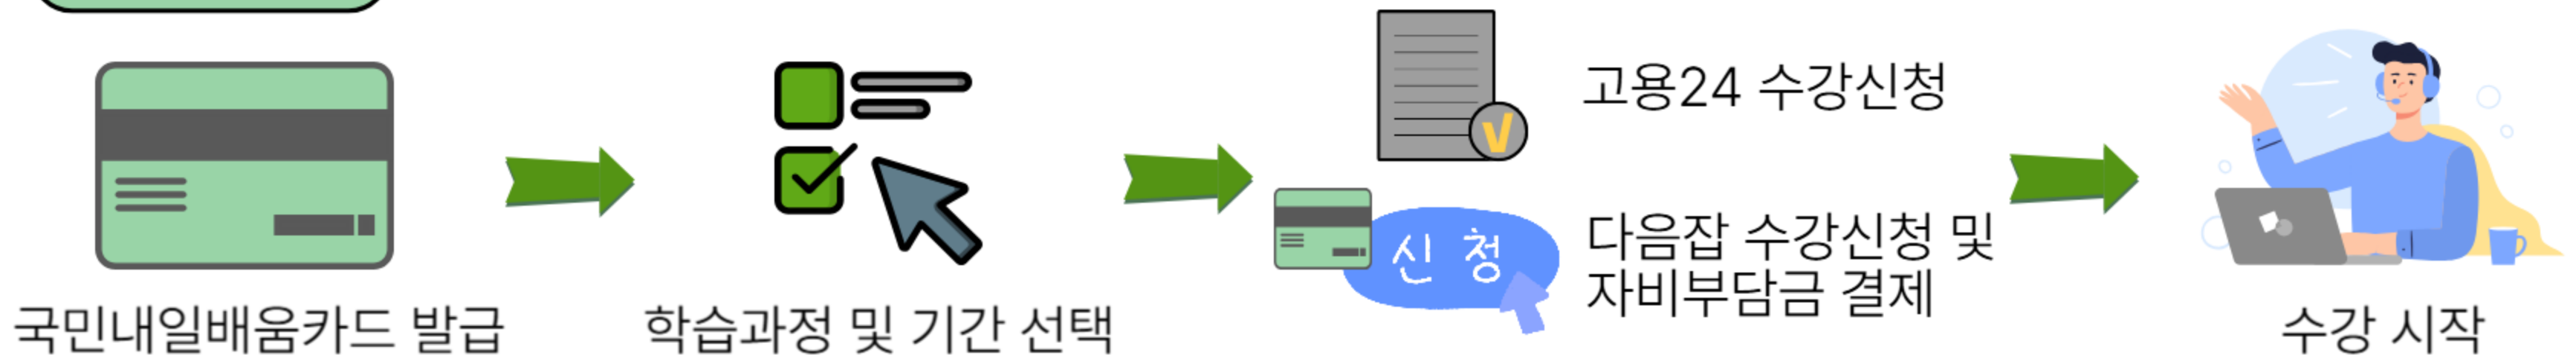 국민내일배움카드 발급
학습과정 및 기간 선택
고용24 수강신청
신청
다음잡 수강신청 및
자비부담금 결제
수강 시작